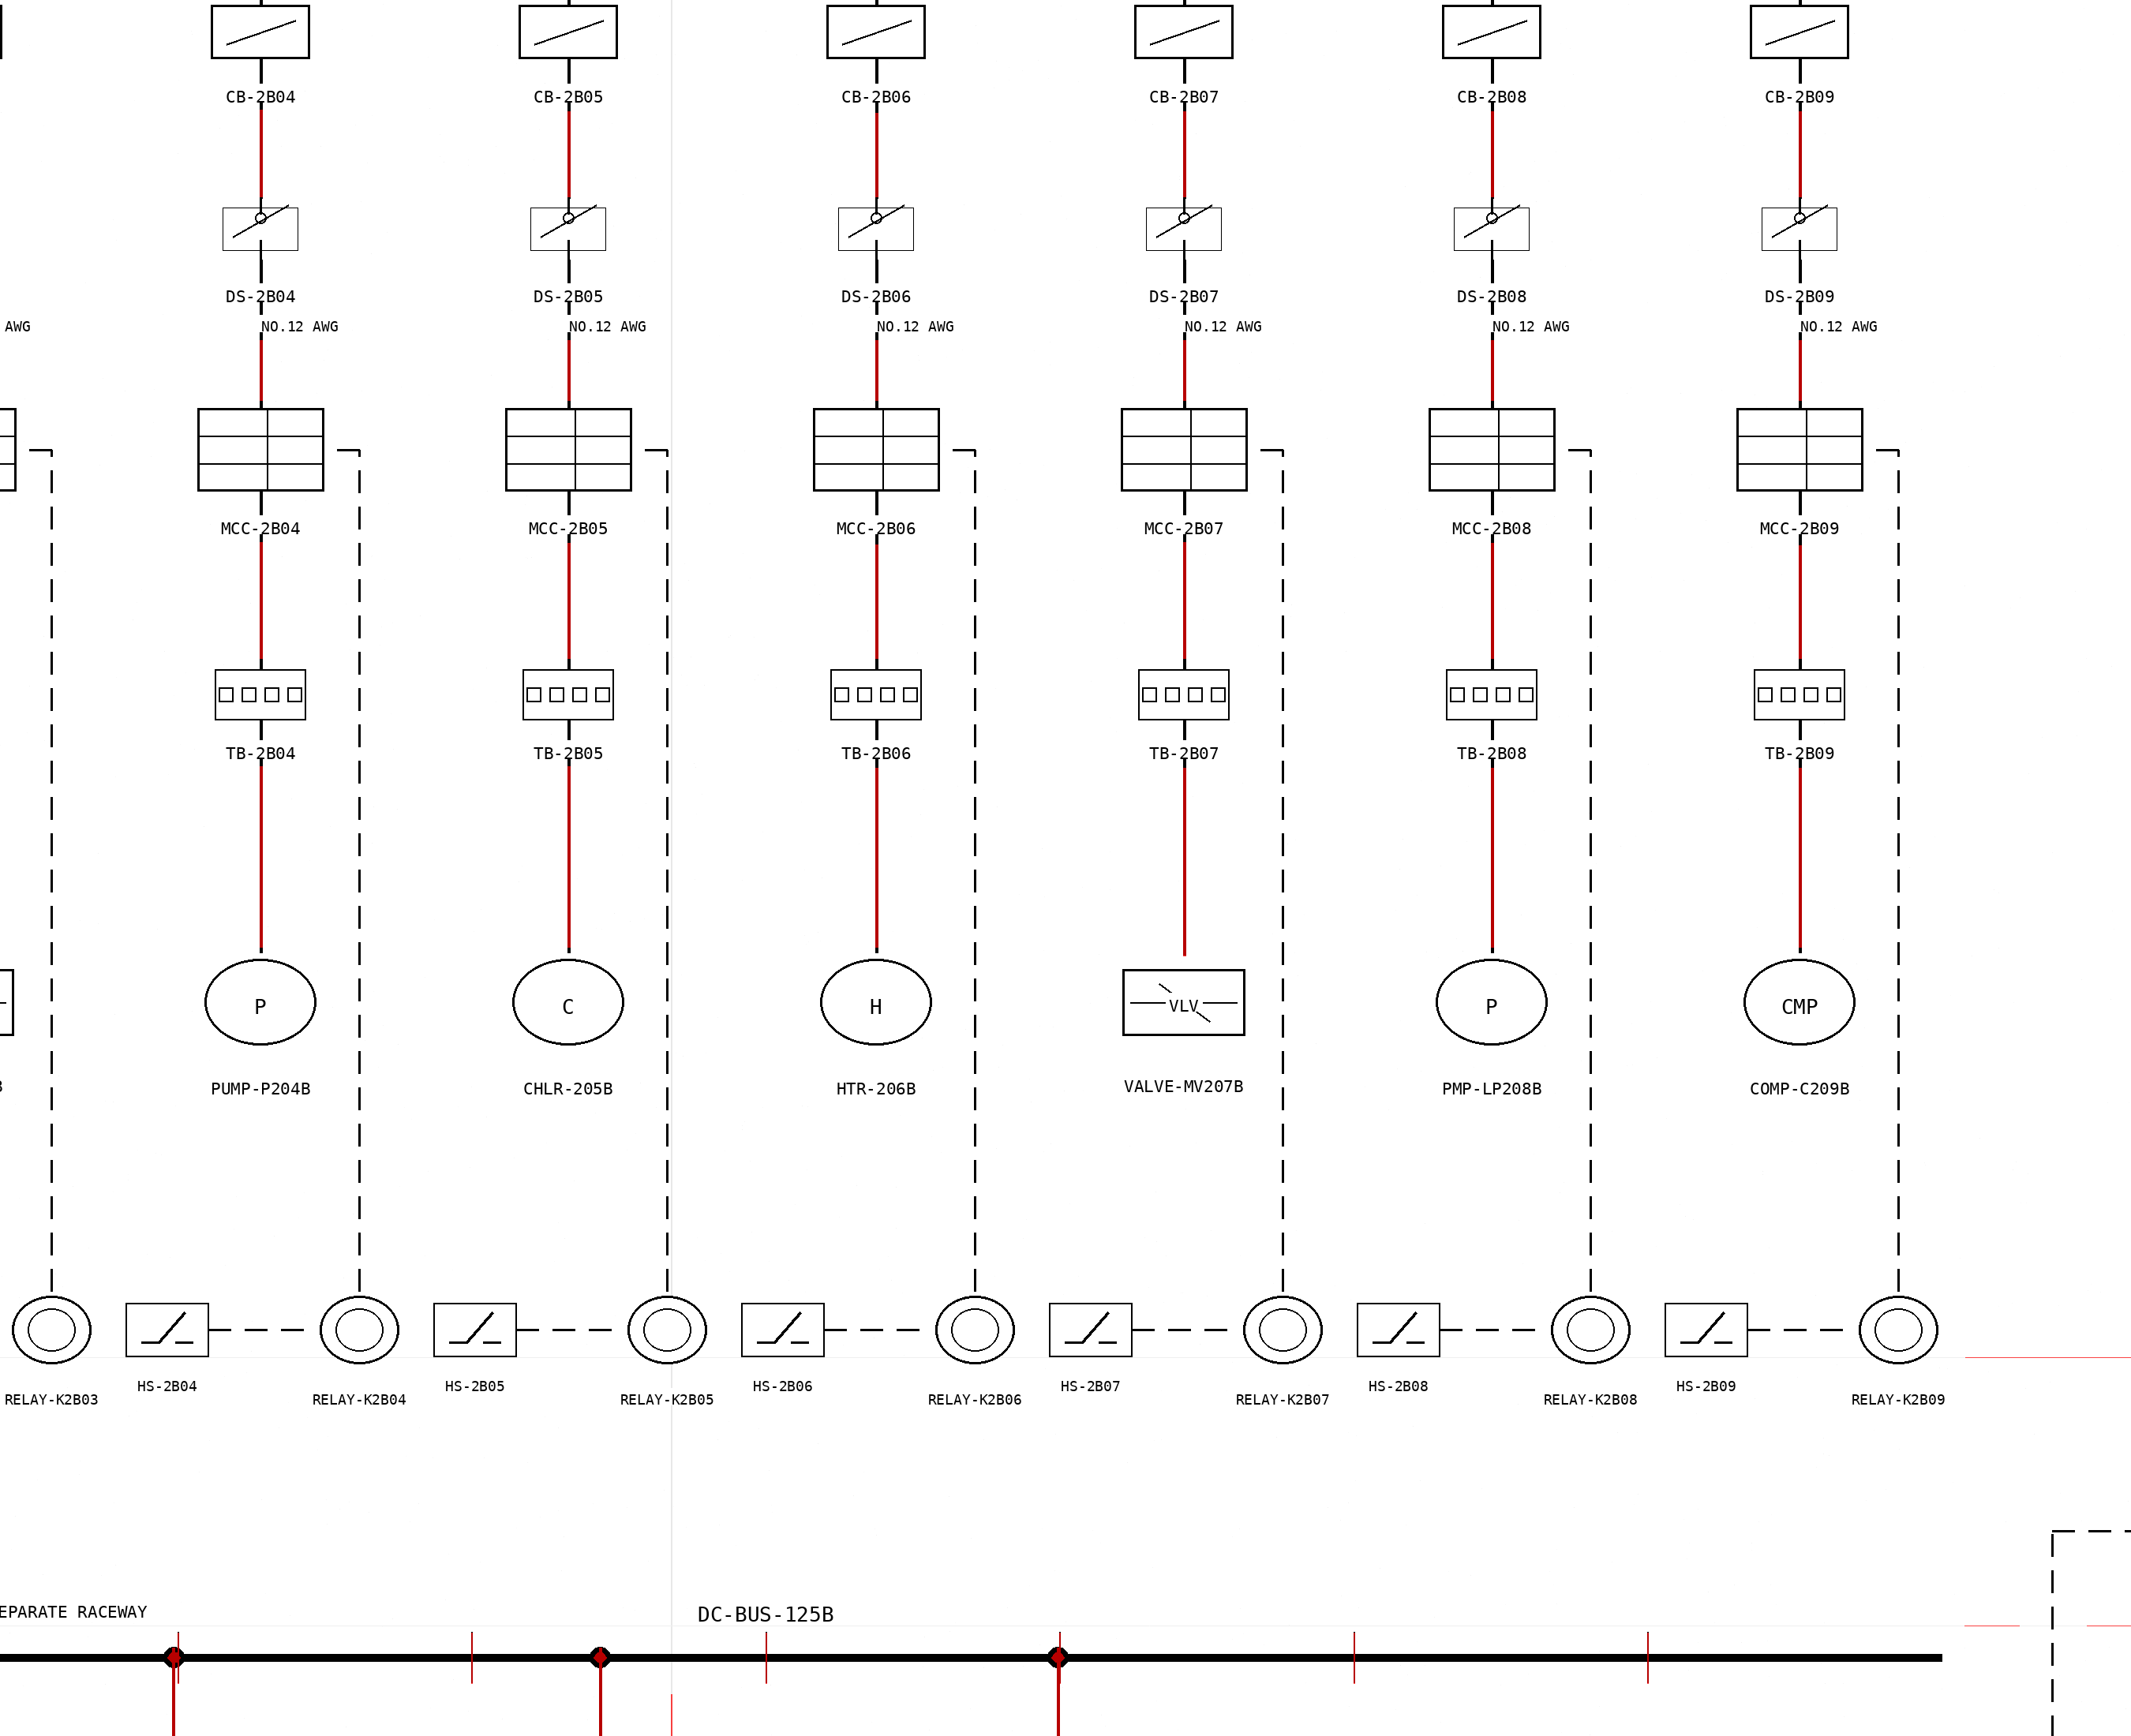 CB-2B04 CB-2B05 CB-2B06 CB-2B07 CB-2B08 CB-2B09
DS-2B04 DS-2B05 DS-2B06 DS-2B07 DS-2B08 DS-2B09
AWG NO.12 AWG NO.12 AWG NO.12 AWG NO.12 AWG NO.12 AWG NO.12 AWG
MCC-2B04 MCC-2B05 MCC-2B06 MCC-2B07 MCC-2B08 MCC-2B09
TB-2B04 TB-2B05 TB-2B06 TB-2B07 TB-2B08 TB-2B09
P C H VLV P CMP
PUMP-P204B CHLR-205B HTR-206B VALVE-MV207B PMP-LP208B COMP-C209B
HS-2B04 HS-2B05 HS-2B06 HS-2B07 HS-2B08 HS-2B09
RELAY-K2B03 RELAY-K2B04 RELAY-K2B05 RELAY-K2B06 RELAY-K2B07 RELAY-K2B08 RELAY-K2B09
EPARATE RACEWAY DC-BUS-125B